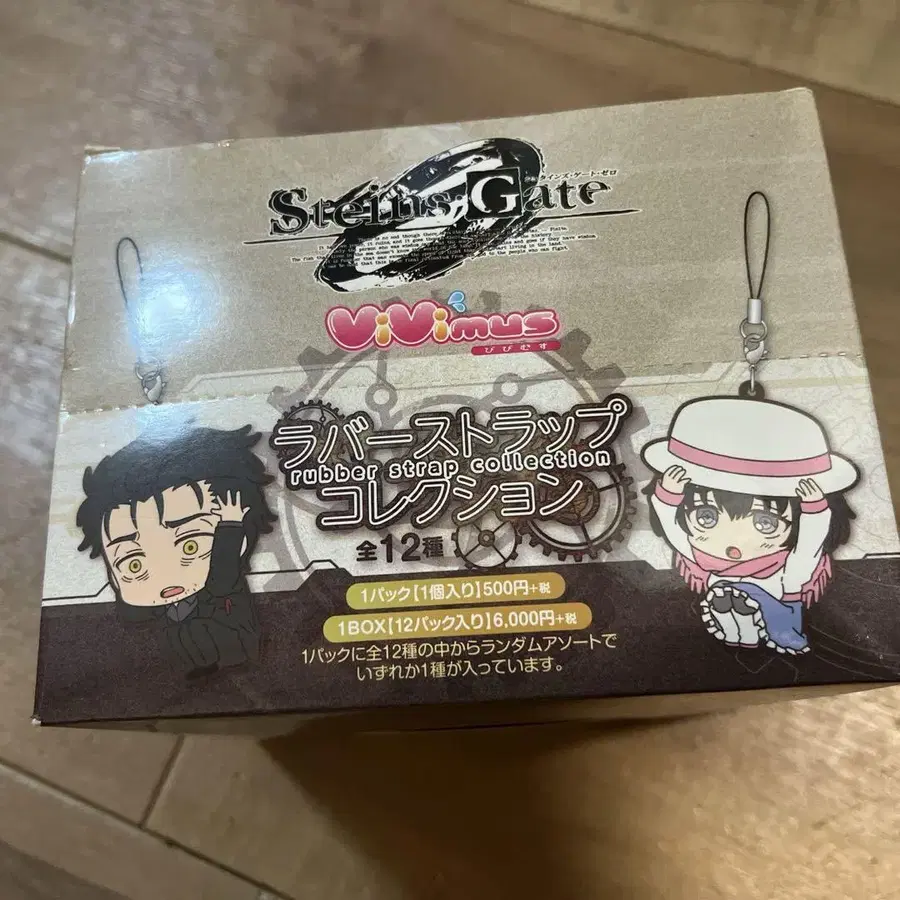 シュタインズ・ゲート・ゼロ
Steins;Gate
ViVimus
びびむす
ラバーストラップ
rubber strap collection
コレクション
全12種
1パック【1個入り】500円+税
1BOX【12パック入り】6,000円+税
1パックに全12種の中からランダムアソートで
いずれか1種が入っています。